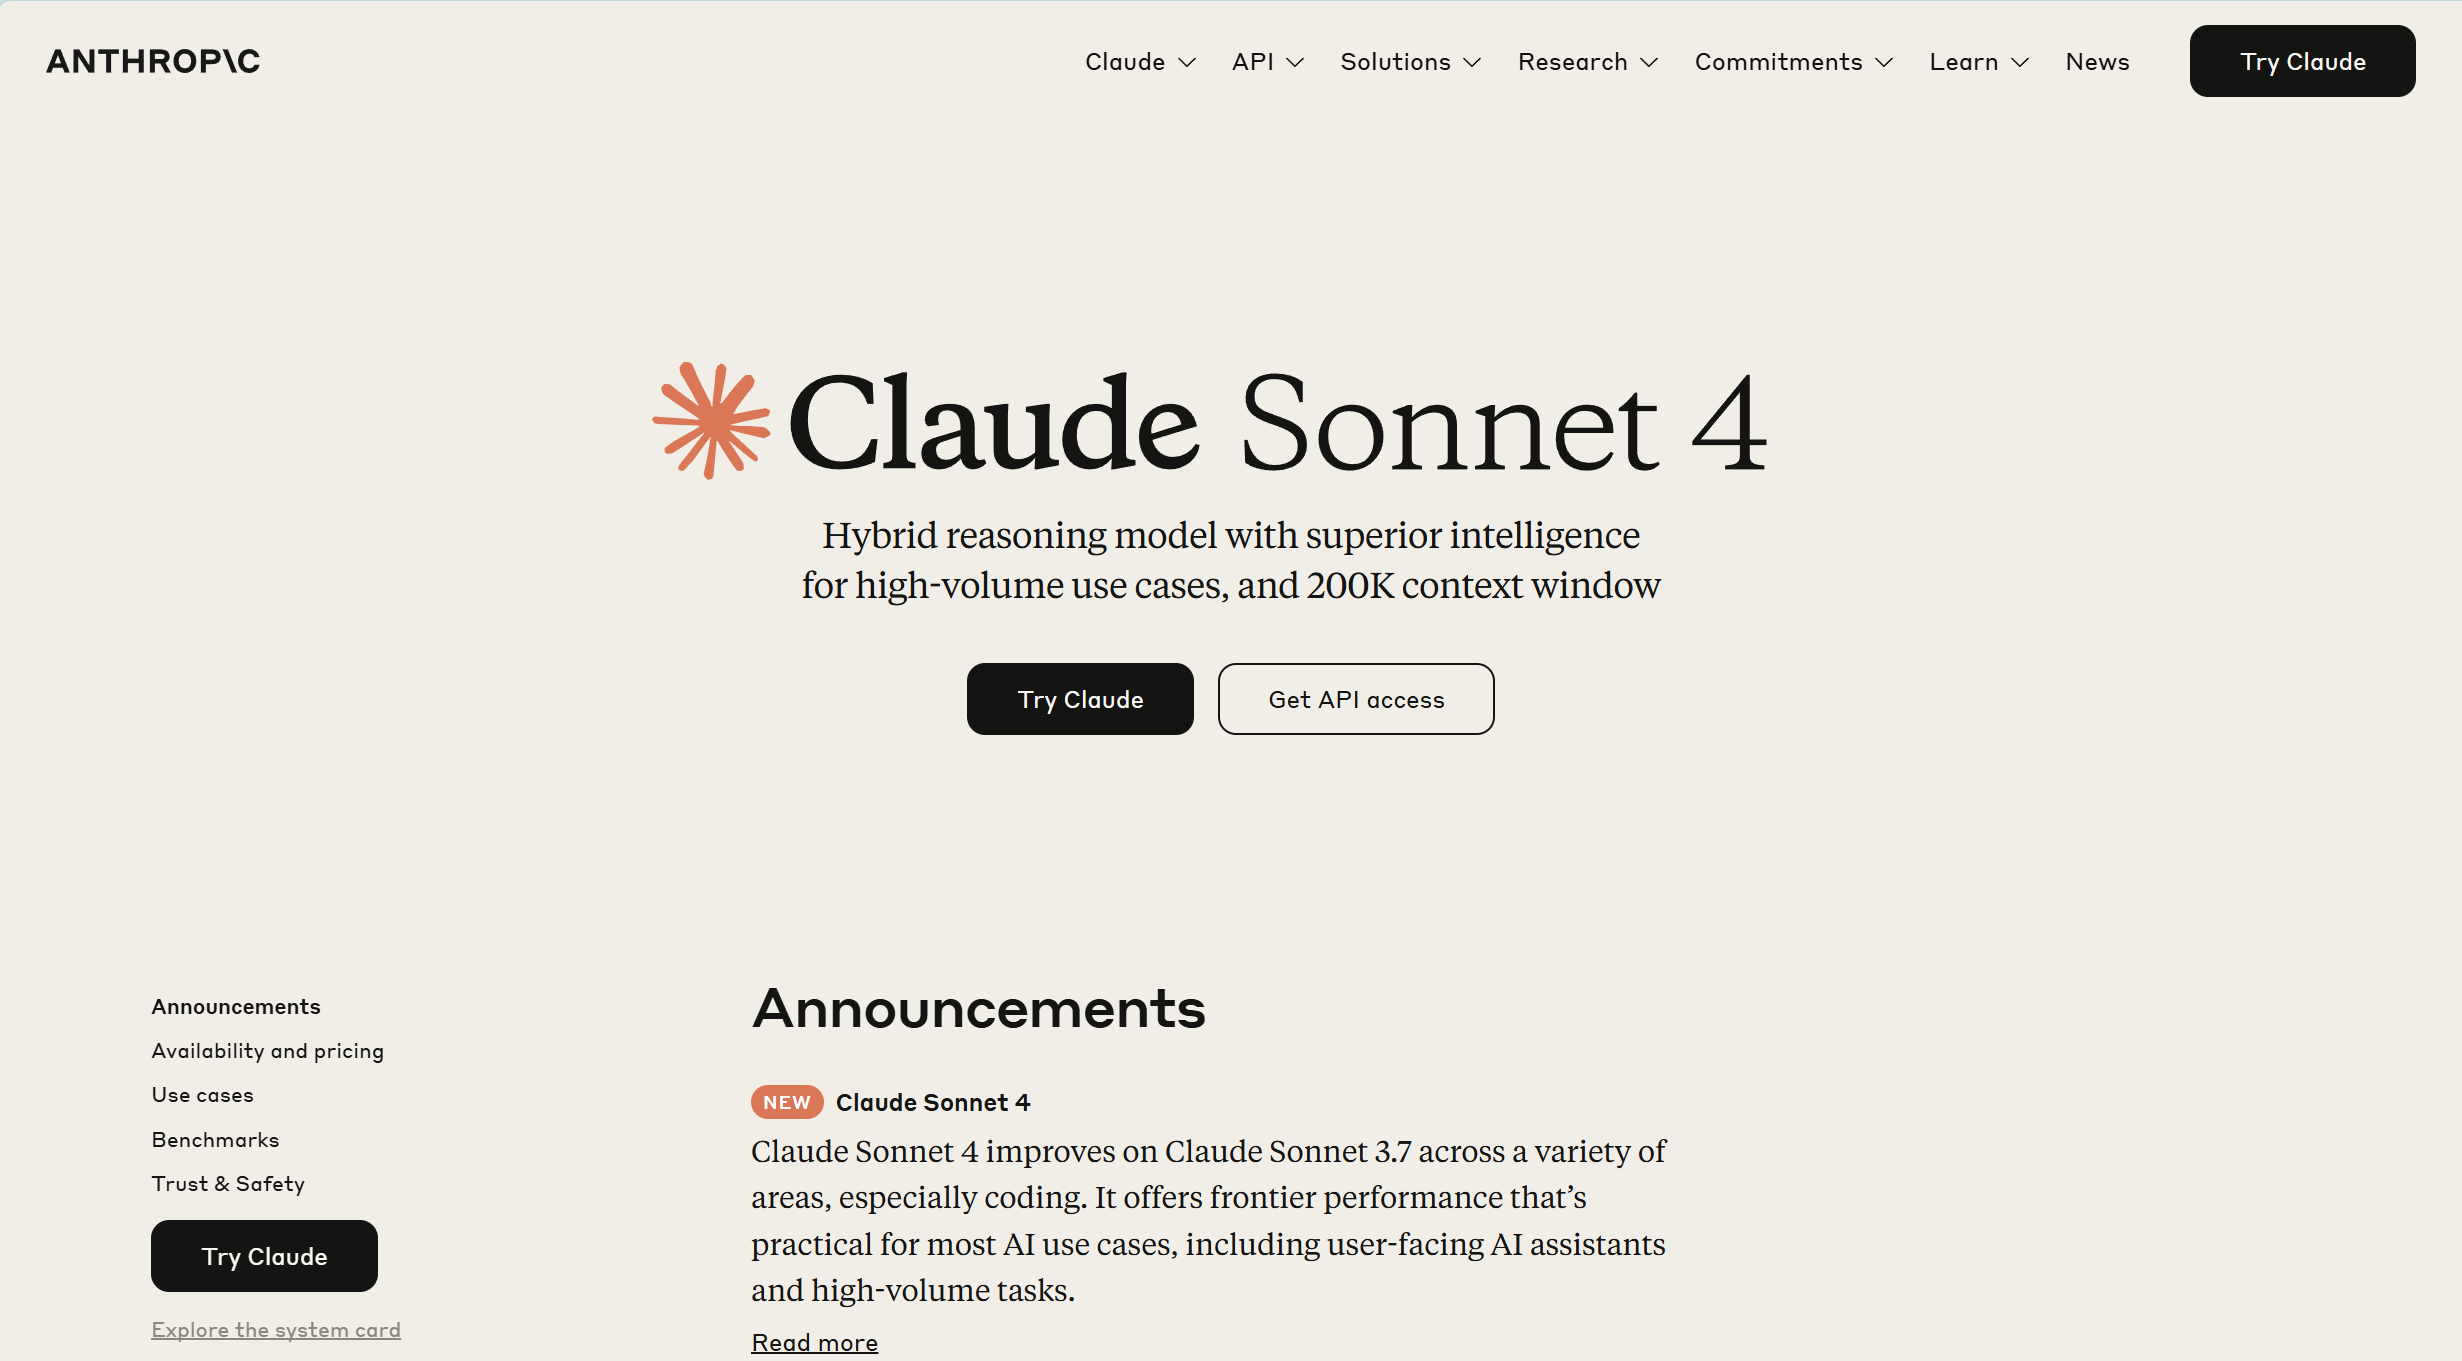 ANTHROP\C
Claude
API
Solutions
Research
Commitments
Learn
News
Try Claude
Claude Sonnet 4
Hybrid reasoning model with superior intelligence
for high-volume use cases, and 200K context window
Try Claude
Get API access
Announcements
Availability and pricing
Use cases
Benchmarks
Trust & Safety
Try Claude
Explore the system card
Announcements
NEW Claude Sonnet 4
Claude Sonnet 4 improves on Claude Sonnet 3.7 across a variety of
areas, especially coding. It offers frontier performance that’s
practical for most AI use cases, including user-facing AI assistants
and high-volume tasks.
Read more